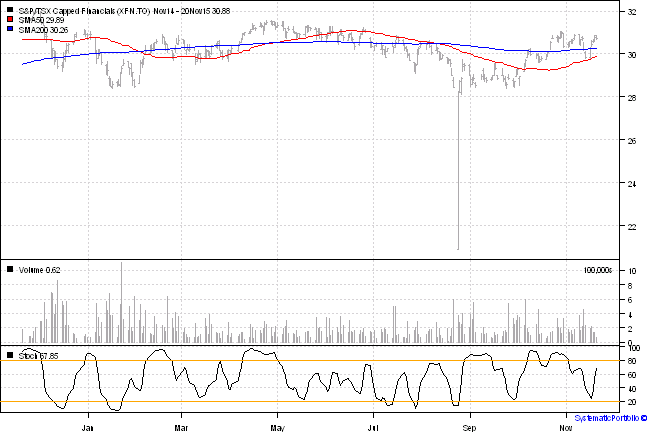 S&P/TSX Capped Financials (XFN.TO) Nov14 - 20Nov15 30.88
SMA50 29.89
SMA200 30.26
32
30
28
26
24
22
Volume 0.62
100,000s
10
8
6
4
2
0
Stoch 67.85
100
80
60
40
20
Jan Mar May Jul Sep Nov
SystematicPortfolio ©